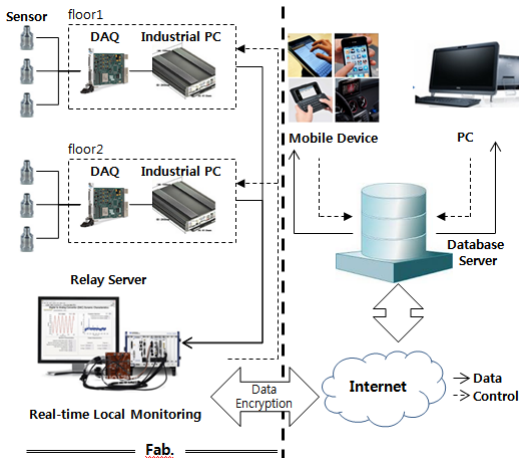 Sensor
floor1
DAQ
Industrial PC
floor2
DAQ
Industrial PC
Mobile Device
PC
Database
Server
Relay Server
Real-time Local Monitoring
Data
Encryption
Internet
Data
Control
Fab.